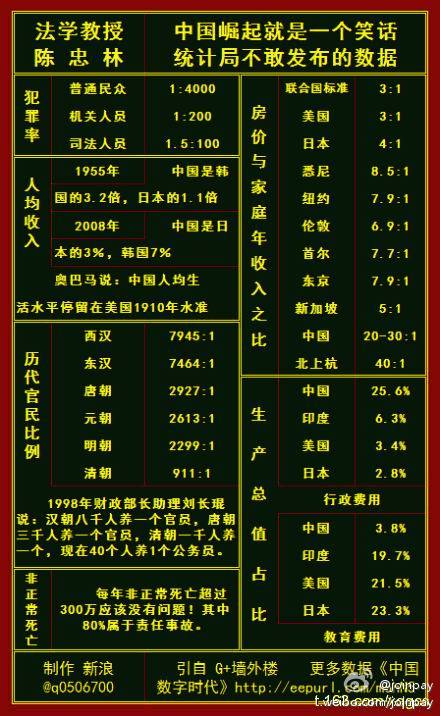 法学教授
陈忠林
中国崛起就是一个笑话
统计局不敢发布的数据
犯罪率
普通民众 1:4000
机关人员 1:200
司法人员 1.5:100
人均收入
1955年 中国是韩
国的3.2倍，日本的1.1倍
2008年 中国是日
本的3%，韩国7%
奥巴马说：中国人均生
活水平停留在美国1910年水准
历代官民比例
西汉 7945:1
东汉 7464:1
唐朝 2927:1
元朝 2613:1
明朝 2299:1
清朝 911:1
1998年财政部长助理刘长琨
说：汉朝八千人养一个官员，唐朝
三千人养一个官员，清朝一千人养
一个，现在40个人养1个公务员。
非正常死亡
每年非正常死亡超过
300万应该没有问题！其中
80%属于责任事故。
房价与家庭年收入之比
联合国标准 3:1
美国 3:1
日本 4:1
悉尼 8.5:1
纽约 7.9:1
伦敦 6.9:1
首尔 7.7:1
东京 7.9:1
新加坡 5:1
中国 20-30:1
北上杭 40:1
生产总值占比
中国 25.6%
印度 6.3%
美国 3.4%
日本 2.8%
行政费用
中国 3.8%
印度 19.7%
美国 21.5%
日本 23.3%
教育费用
制作 新浪
@q0506700
引自 G+墙外楼 更多数据《中国
数字时代》http://eepurl.com/
@joinpay